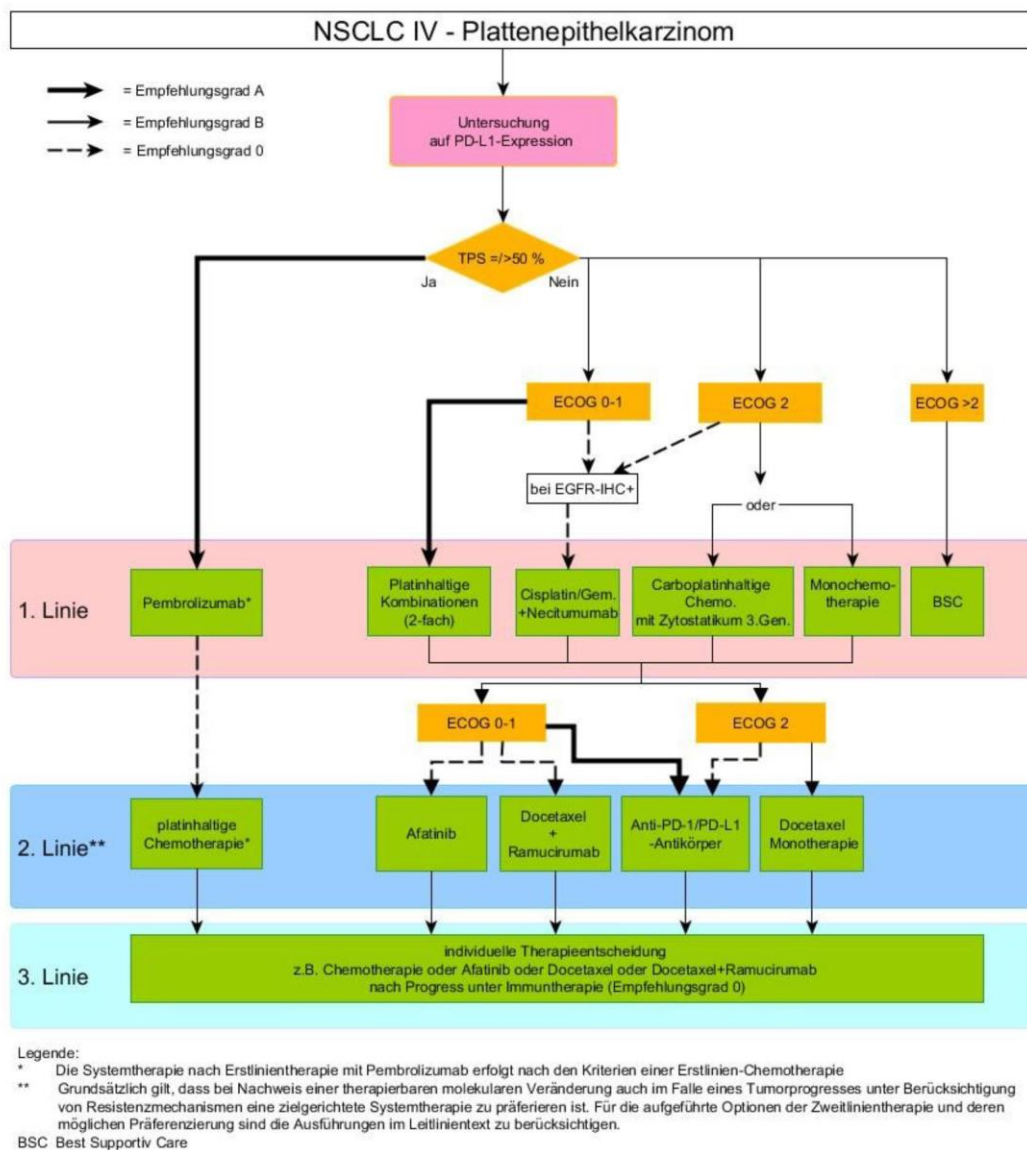 NSCLC IV - Plattenepithelkarzinom
= Empfehlungsgrad A
= Empfehlungsgrad B
= Empfehlungsgrad 0
Untersuchung
auf PD-L1-Expression
TPS =/>50 %
Ja
Nein
ECOG 0-1
ECOG 2
ECOG >2
bei EGFR-IHC+
oder
1. Linie
Pembrolizumab*
Platinhaltige
Kombinationen
(2-fach)
Cisplatin/Gem.
+Necitumumab
Carboplatinhaltige
Chemo.
mit Zytostatikum 3.Gen.
Monochemo-
therapie
BSC
ECOG 0-1
ECOG 2
2. Linie**
platinhaltige
Chemotherapie*
Afatinib
Docetaxel
+
Ramucirumab
Anti-PD-1/PD-L1
-Antikörper
Docetaxel
Monotherapie
3. Linie
individuelle Therapieentscheidung
z.B. Chemotherapie oder Afatinib oder Docetaxel oder Docetaxel+Ramucirumab
nach Progress unter Immuntherapie (Empfehlungsgrad 0)
Legende:
* Die Systemtherapie nach Erstlinientherapie mit Pembrolizumab erfolgt nach den Kriterien einer Erstlinien-Chemotherapie
** Grundsätzlich gilt, dass bei Nachweis einer therapierbaren molekularen Veränderung auch im Falle eines Tumorprogresses unter Berücksichtigung
von Resistenzmechanismen eine zielgerichtete Systemtherapie zu präferieren ist. Für die aufgeführte Optionen der Zweitlinientherapie und deren
möglichen Präferenzierung sind die Ausführungen im Leitlinientext zu berücksichtigen.
BSC Best Supportiv Care